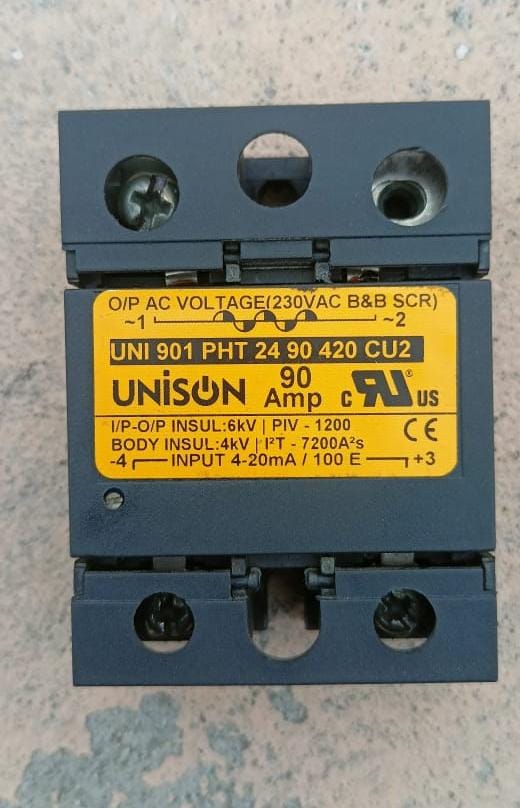 O/P AC VOLTAGE(230VAC B&B SCR)
~1 ~2
UNI 901 PHT 24 90 420 CU2
UNiSON 90 Amp c RU® US
I/P-O/P INSUL:6kV | PIV - 1200
BODY INSUL:4kV | I²T - 7200A²s CE
-4 INPUT 4-20mA / 100 E +3